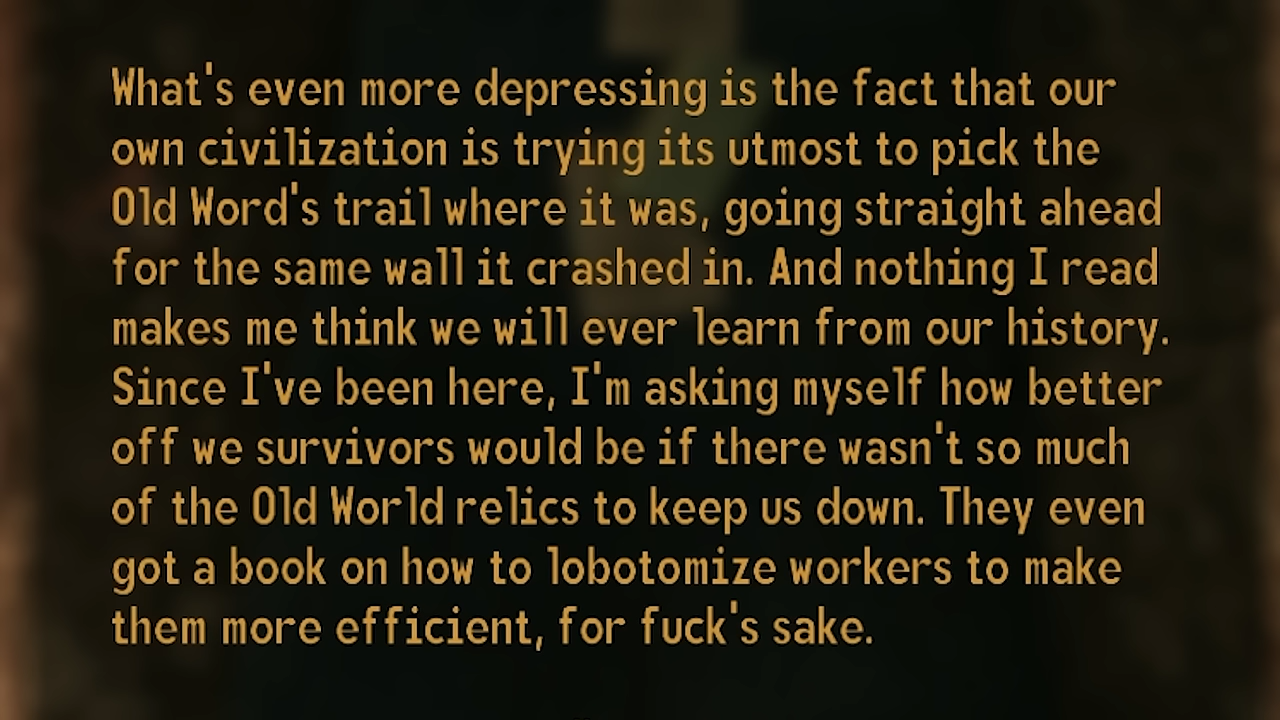 What's even more depressing is the fact that our
own civilization is trying its utmost to pick the
Old Word's trail where it was, going straight ahead
for the same wall it crashed in. And nothing I read
makes me think we will ever learn from our history.
Since I've been here, I'm asking myself how better
off we survivors would be if there wasn't so much
of the Old World relics to keep us down. They even
got a book on how to lobotomize workers to make
them more efficient, for fuck's sake.